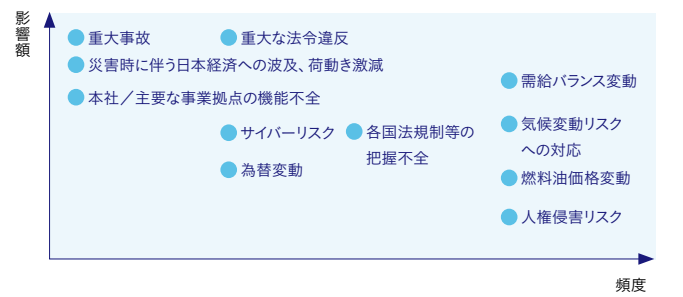 影響額
重大事故
重大な法令違反
災害時に伴う日本経済への波及、荷動き激減
本社／主要な事業拠点の機能不全
サイバーリスク
各国法規制等の
把握不全
為替変動
需給バランス変動
気候変動リスク
への対応
燃料油価格変動
人権侵害リスク
頻度